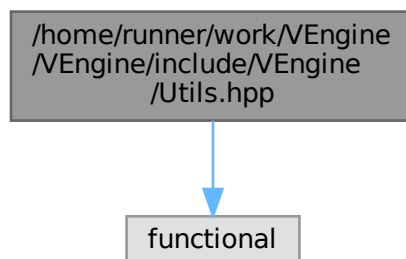 /home/runner/work/VEngine
/VEngine/include/VEngine
/Utils.hpp
functional